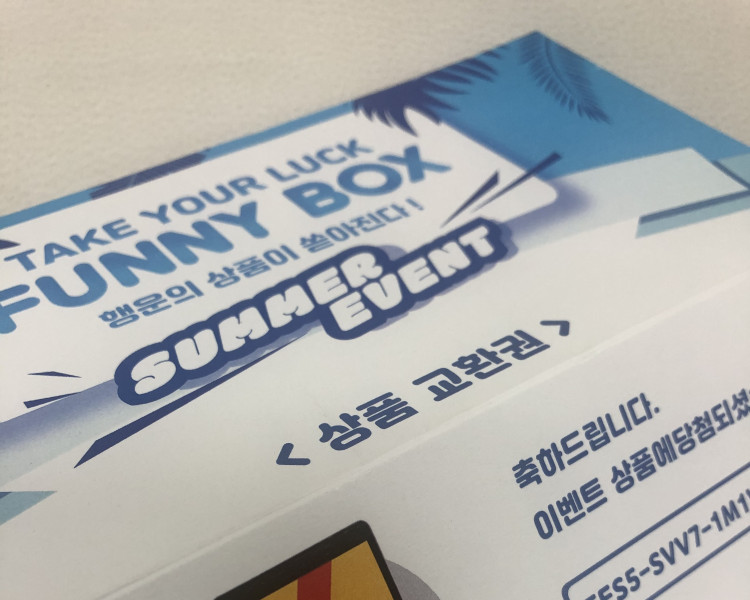 TAKE YOUR LUCK
FUNNY BOX
행운의 상품이 쏟아진다 !
SUMMER
EVENT
< 상품 교환권 >
축하드립니다.
이벤트 상품에당첨되셨